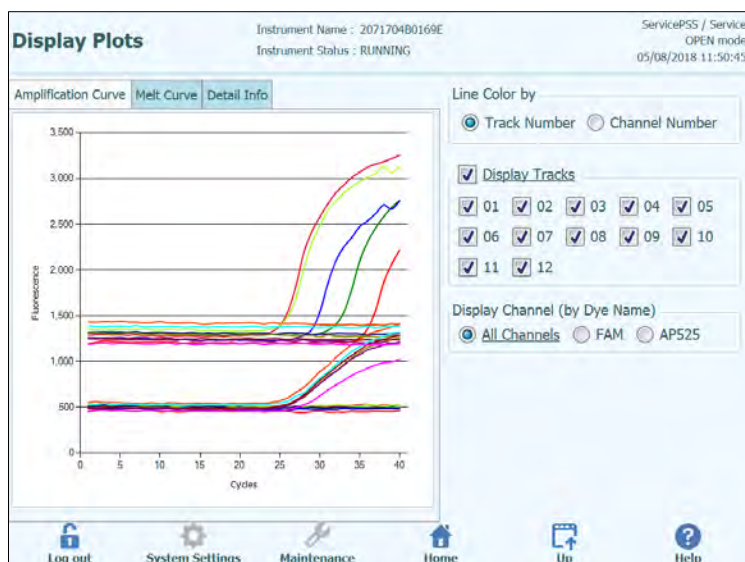 Display Plots
Instrument Name : 2071704B0169E
Instrument Status : RUNNING
ServicePSS / Service
OPEN mode
05/08/2018 11:50:45
Amplification Curve Melt Curve Detail Info
3.500
3.000
2.500
2.000
1.500
1.000
500
0
Fluorescence
0 5 10 15 20 25 30 35 40
Cycles
Line Color by
Track Number Channel Number
Display Tracks
01 02 03 04 05
06 07 08 09 10
11 12
Display Channel (by Dye Name)
All Channels FAM AP525
Log out System Settings Maintenance Home Up Help